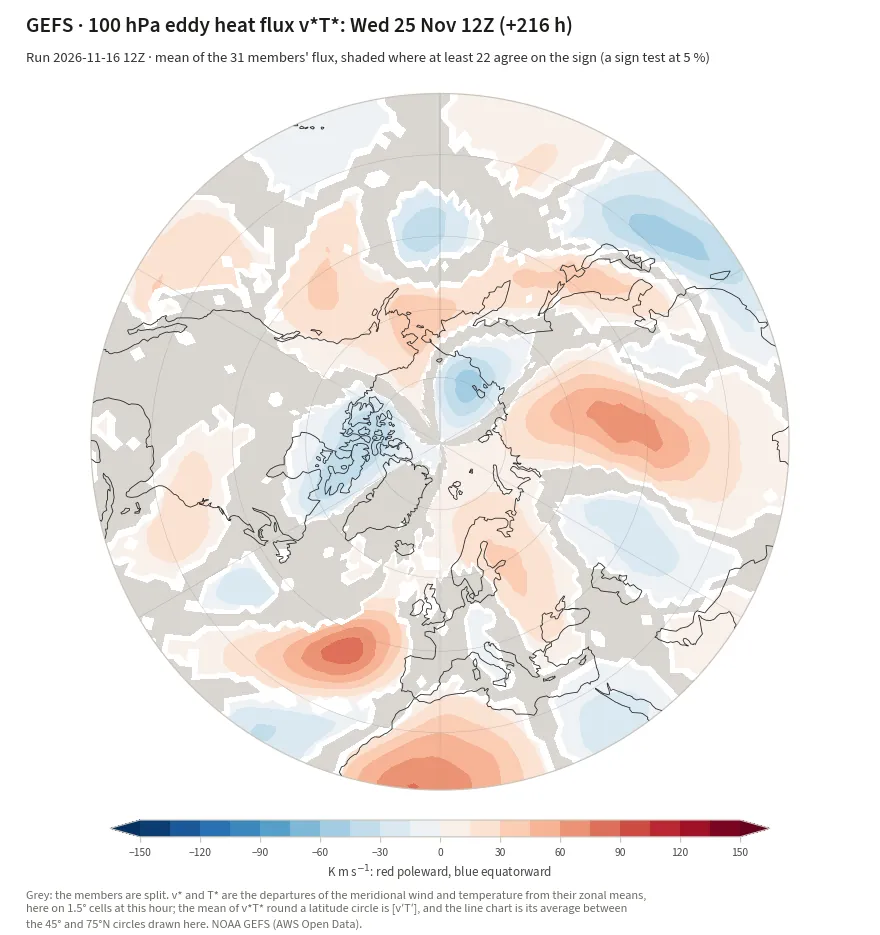 GEFS · 100 hPa eddy heat flux v*T*: Wed 25 Nov 12Z (+216 h)
Run 2026-11-16 12Z · mean of the 31 members' flux, shaded where at least 22 agree on the sign (a sign test at 5 %)
−150 −120 −90 −60 −30 0 30 60 90 120 150
K m s⁻¹: red poleward, blue equatorward
Grey: the members are split. v* and T* are the departures of the meridional wind and temperature from their zonal means,
here on 1.5° cells at this hour; the mean of v*T* round a latitude circle is [v'T'], and the line chart is its average between
the 45° and 75°N circles drawn here. NOAA GEFS (AWS Open Data).